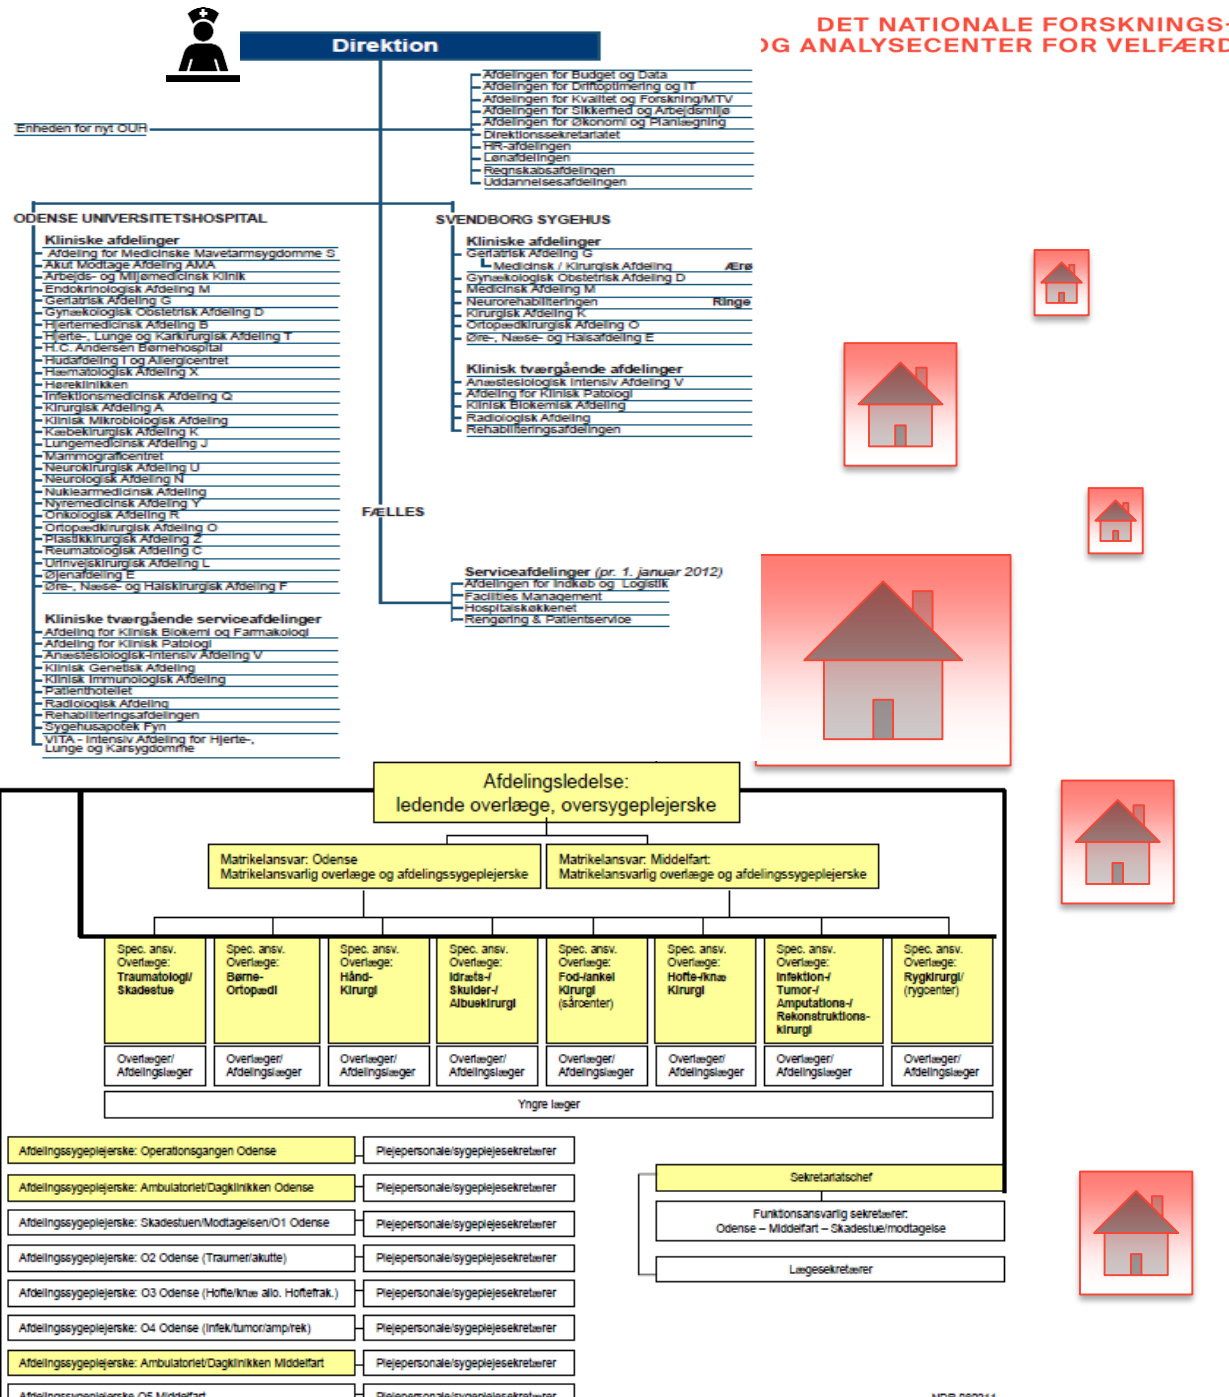 DET NATIONALE FORSKNINGS-
OG ANALYSECENTER FOR VELFÆRD
Direktion
Afdelingen for Budget og Data
Afdelingen for Driftoptimering og IT
Afdelingen for Kvalitet og Forskning/MTV
Afdelingen for Sikkerhed og Arbejdsmiljø
Afdelingen for Økonomi og Planlægning
Direktionssekretariatet
HR-afdelingen
Lønafdelingen
Regnskabsafdelingen
Uddannelsesafdelingen
Enheden for nyt OUH
ODENSE UNIVERSITETSHOSPITAL
Kliniske afdelinger
Afdeling for Medicinske Mavetarmsygdomme S
Akut Modtage Afdeling AMA
Arbejds- og Miljømedicinsk Klinik
Endokrinologisk Afdeling M
Geriatrisk Afdeling G
Gynækologisk Obstetrisk Afdeling D
Hjertemedicinsk Afdeling B
Hjerte-, Lunge og Karkirurgisk Afdeling T
H.C. Andersen Børnehospital
Hudafdeling I og Allergicentret
Hæmatologisk Afdeling X
Høreklinikken
Infektionsmedicinsk Afdeling Q
Kirurgisk Afdeling A
Klinisk Mikrobiologisk Afdeling
Kæbekirurgisk Afdeling K
Lungemedicinsk Afdeling J
Mammograficentret
Neurokirurgisk Afdeling U
Neurologisk Afdeling N
Nuklearmedicinsk Afdeling
Nyremedicinsk Afdeling Y
Onkologisk Afdeling R
Ortopædkirurgisk Afdeling O
Plastikkirurgisk Afdeling Z
Reumatologisk Afdeling C
Urinvejskirurgisk Afdeling L
Øjenafdeling E
Øre-, Næse- og Halskirurgisk Afdeling F
Kliniske tværgående serviceafdelinger
Afdeling for Klinisk Biokemi og Farmakologi
Afdeling for Klinisk Patologi
Anæstesiologisk-Intensiv Afdeling V
Klinisk Genetisk Afdeling
Klinisk Immunologisk Afdeling
Patienthotellet
Radiologisk Afdeling
Rehabiliteringsafdelingen
Sygehusapotek Fyn
VITA - Intensiv Afdeling for Hjerte-,
Lunge og Karsygdomme
SVENDBORG SYGEHUS
Kliniske afdelinger
Geriatrisk Afdeling G
Medicinsk / Kirurgisk Afdeling Ærø
Gynækologisk Obstetrisk Afdeling D
Medicinsk Afdeling M
Neurorehabiliteringen Ringe
Kirurgisk Afdeling K
Ortopædkirurgisk Afdeling O
Øre-, Næse- og Halsafdeling E
Klinisk tværgående afdelinger
Anæstesiologisk Intensiv Afdeling V
Afdeling for Klinisk Patologi
Klinisk Biokemisk Afdeling
Radiologisk Afdeling
Rehabiliteringsafdelingen
FÆLLES
Serviceafdelinger (pr. 1. januar 2012)
Afdelingen for Indkøb og Logistik
Facilities Management
Hospitalskøkkenet
Rengøring & Patientservice
Afdelingsledelse:
ledende overlæge, oversygeplejerske
Matrikelansvar: Odense
Matrikelansvarlig overlæge og afdelingssygeplejerske
Matrikelansvar: Middelfart:
Matrikelansvarlig overlæge og afdelingssygeplejerske
Spec. ansv.
Overlæge:
Traumatologi/
Skadestue
Spec. ansv.
Overlæge:
Børne-
Ortopædi
Spec. ansv.
Overlæge:
Hånd-
Kirurgi
Spec. ansv.
Overlæge:
Idræts-/
Skulder-/
Albuekirurgi
Spec. ansv.
Overlæge:
Fod-/ankel
Kirurgi
(sårcenter)
Spec. ansv.
Overlæge:
Hofte-/knæ
Kirurgi
Spec. ansv.
Overlæge:
Infektion-/
Tumor-/
Amputations-/
Rekonstruktions-
kirurgi
Spec. ansv.
Overlæge:
Rygkirurgi/
(rygcenter)
Overlæger/
Afdelingslæger
Overlæger/
Afdelingslæger
Overlæger/
Afdelingslæger
Overlæger/
Afdelingslæger
Overlæger/
Afdelingslæger
Overlæger/
Afdelingslæger
Overlæger/
Afdelingslæger
Overlæger/
Afdelingslæger
Yngre læger
Afdelingssygeplejerske: Operationsgangen Odense
Plejepersonale/sygeplejesekretærer
Afdelingssygeplejerske: Ambulatoriet/Dagklinikken Odense
Plejepersonale/sygeplejesekretærer
Afdelingssygeplejerske: Skadestuen/Modtagelsen/O1 Odense
Plejepersonale/sygeplejesekretærer
Afdelingssygeplejerske: O2 Odense (Traumer/akutte)
Plejepersonale/sygeplejesekretærer
Afdelingssygeplejerske: O3 Odense (Hofte/knæ allo. Hoftefrak.)
Plejepersonale/sygeplejesekretærer
Afdelingssygeplejerske: O4 Odense (Infek/tumor/amp/rek)
Plejepersonale/sygeplejesekretærer
Afdelingssygeplejerske: Ambulatoriet/Dagklinikken Middelfart
Plejepersonale/sygeplejesekretærer
Afdelingssygeplejerske O5 Middelfart
Plejepersonale/sygeplejesekretærer
Sekretariatschef
Funktionsansvarlig sekretærer:
Odense – Middelfart – Skadestue/modtagelse
Lægesekretærer